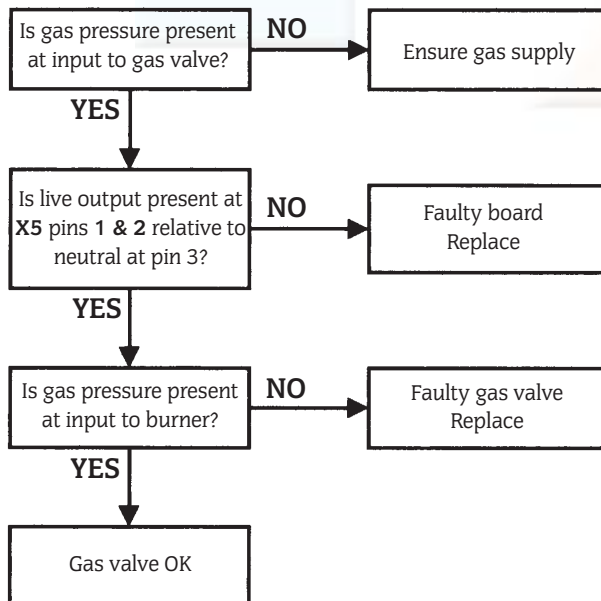 Is gas pressure present
at input to gas valve?
NO
Ensure gas supply
YES
Is live output present at
X5 pins 1 & 2 relative to
neutral at pin 3?
NO
Faulty board
Replace
YES
Is gas pressure present
at input to burner?
NO
Faulty gas valve
Replace
YES
Gas valve OK